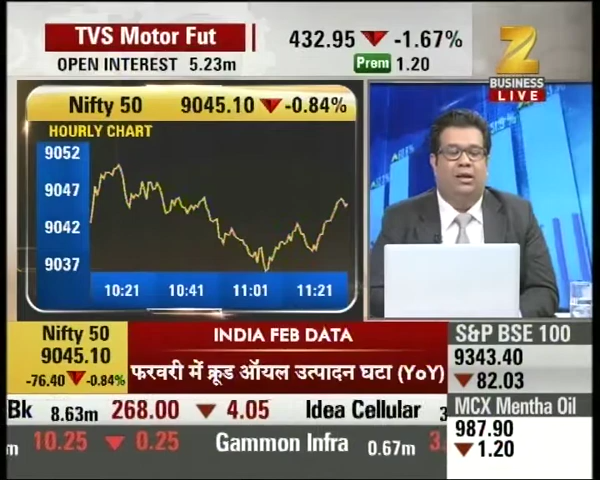 TVS Motor Fut
432.95 -1.67%
OPEN INTEREST 5.23m
Prem 1.20
Z
BUSINESS
LIVE
Nifty 50 9045.10 -0.84%
HOURLY CHART
9052
9047
9042
9037
10:21 10:41 11:01 11:21
Nifty 50
9045.10
-76.40 -0.84%
INDIA FEB DATA
फरवरी में क्रूड ऑयल उत्पादन घटा (YoY)
S&P BSE 100
9343.40
82.03
MCX Mentha Oil
987.90
1.20
Bk 8.63m 268.00 4.05 Idea Cellular 3
m 10.25 0.25 Gammon Infra 0.67m 3.